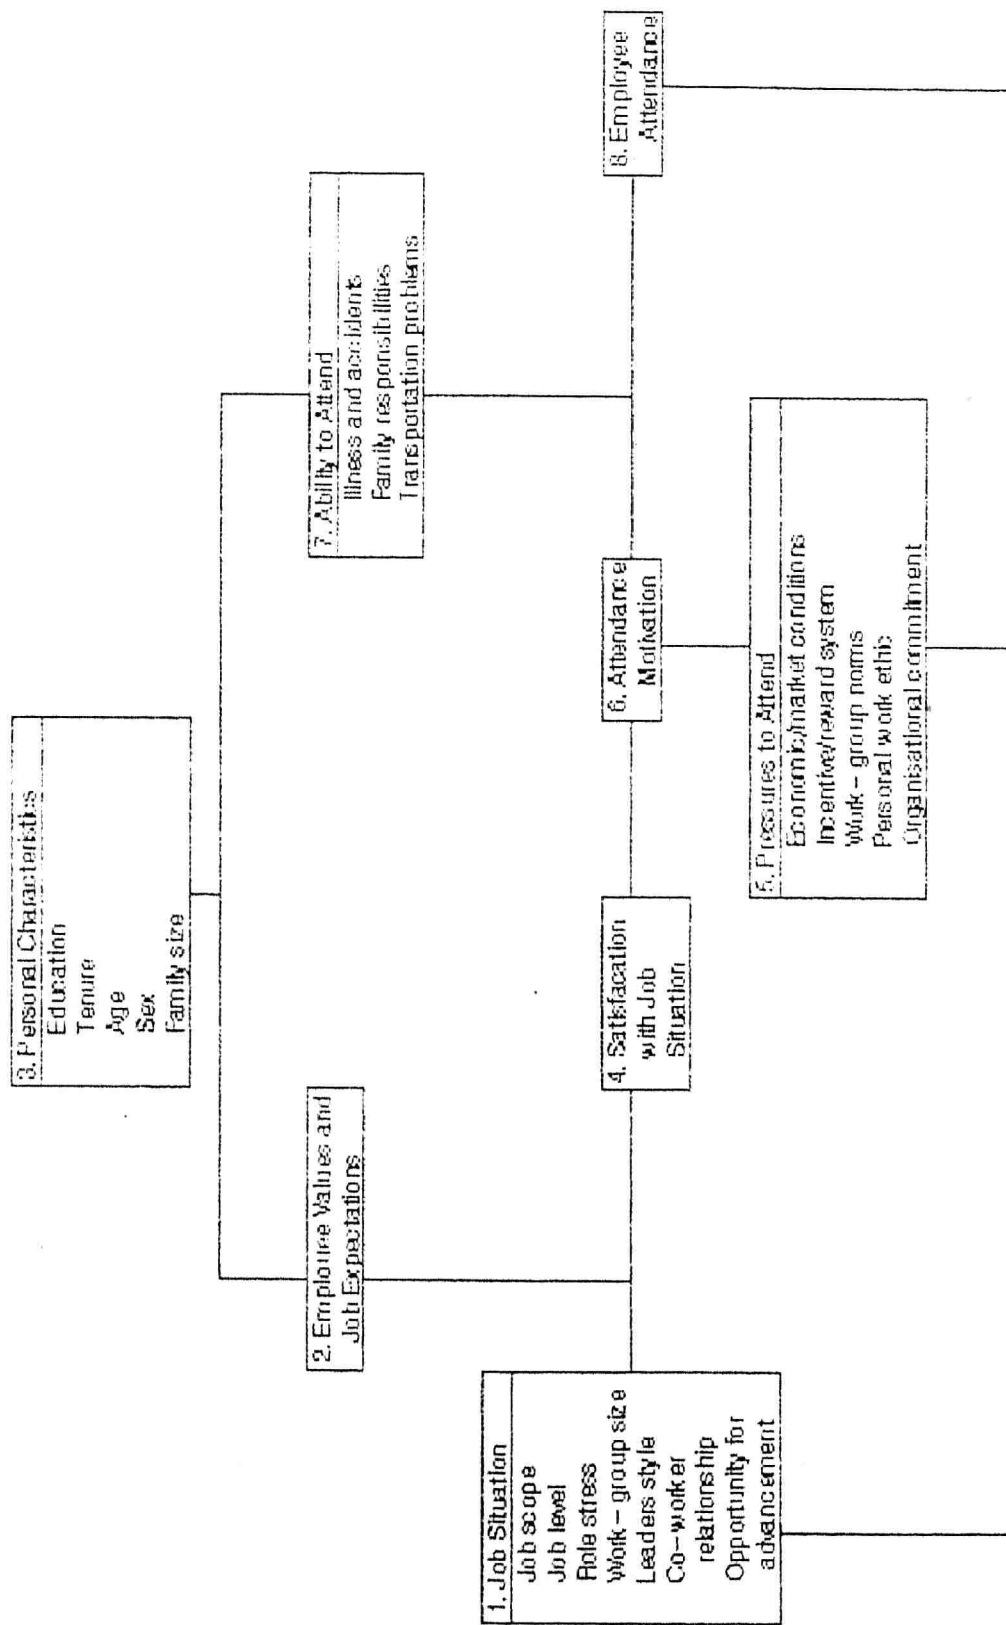 3. Personal Characteristics
Education
Tenure
Age
Sex
Family size
2. Employee Values and
Job Expectations
7. Ability to Attend
Illness and accidents
Family responsibilities
Transportation problems
1. Job Situation
Job scope
Job level
Role stress
Work – group size
Leaders style
Co – worker
relationship
Opportunity for
advancement
4. Satisfacation
with Job
Situation
6. Attendance
Motivation
8. Employee
Attendance
5. Pressures to Attend
Economic/market conditions
Incentive/reward system
Work – group norms
Personal work ethic
Organisational commitment